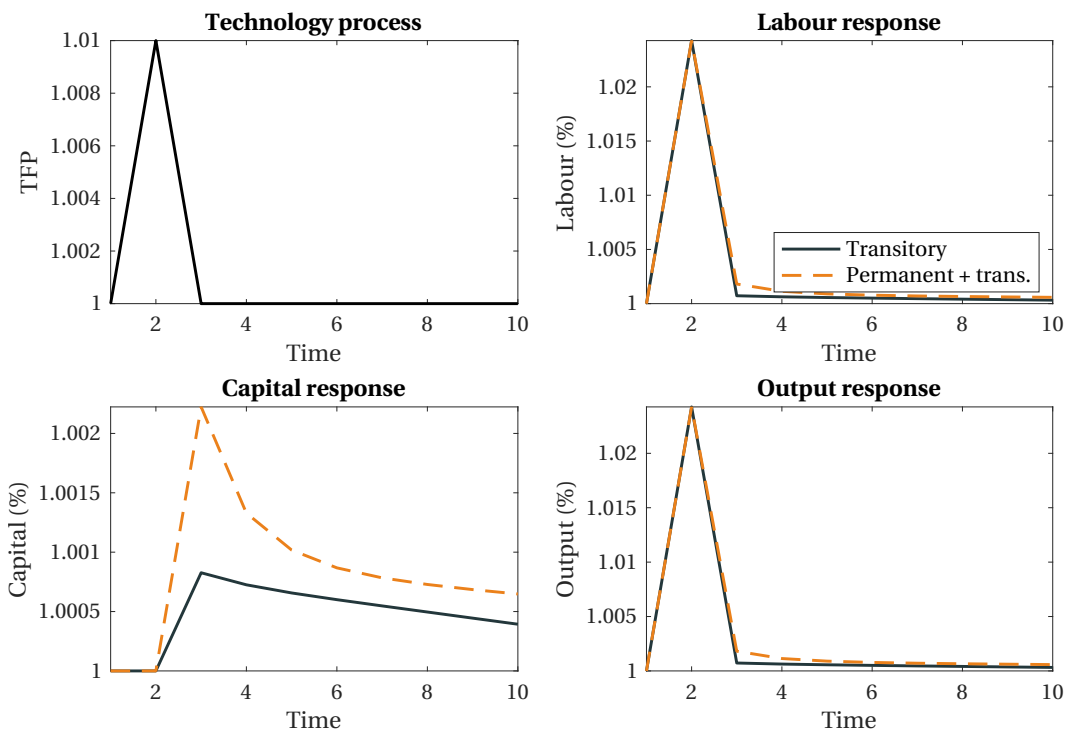 Technology process
1.01
1.008
1.006
1.004
1.002
1
TFP
2 4 6 8 10
Time
Labour response
1.02
1.015
1.01
1.005
1
Labour (%)
Transitory
Permanent + trans.
2 4 6 8 10
Time
Capital response
1.002
1.0015
1.001
1.0005
1
Capital (%)
2 4 6 8 10
Time
Output response
1.02
1.015
1.01
1.005
1
Output (%)
2 4 6 8 10
Time